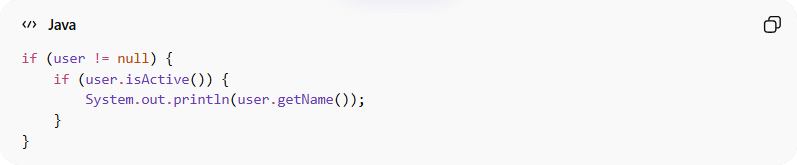 Java
if (user != null) {
    if (user.isActive()) {
        System.out.println(user.getName());
    }
}